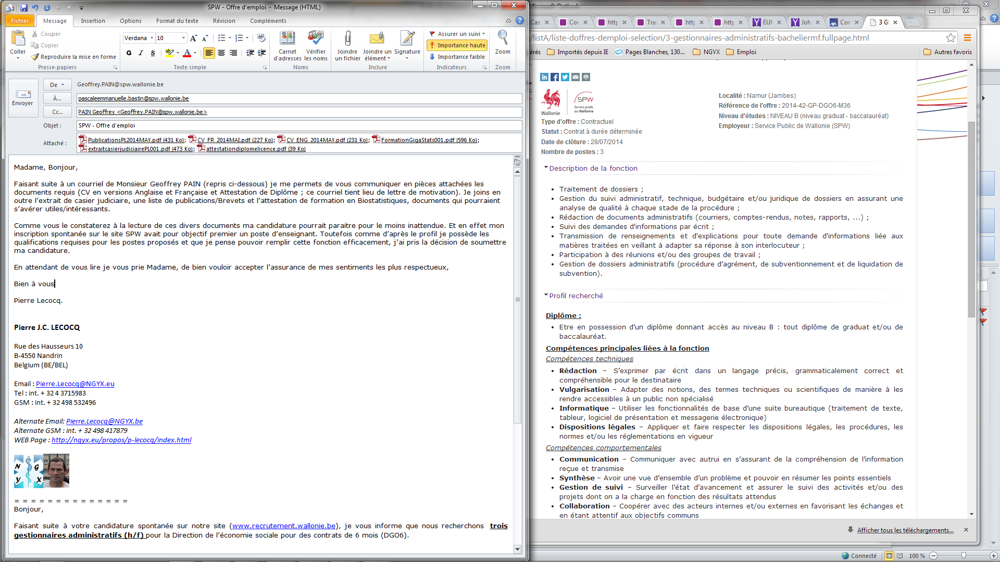 SPW - Offre d'emploi - Message (HTML)
Fichier Message Insertion Options Format du texte Révision Compléments
Coller
Couper
Copier
Reproduire la mise en forme
Presse-papiers
Verdana 10
G I S
Texte simple
Carnet d'adresses
Vérifier les noms
Noms
Joindre un fichier
Joindre un élément
Signature
Inclure
Assurer un suivi
Importance haute
Importance faible
Indicateurs
Zoom
Zoom
Envoyer
De Geoffrey.PAIN@spw.wallonie.be
À... pascaleemmanuelle.bastin@spw.wallonie.be
Cc... PAIN Geoffrey <Geoffrey.PAIN@spw.wallonie.be>
Objet : SPW - Offre d'emploi
Attaché : PublicationsPL2014MAY.pdf (431 Ko); CV_FR_2014MAI.pdf (227 Ko); CV_ENG_2014MAY.pdf (231 Ko); FormationGigaStats001.pdf (596 Ko);
extraitcasierjudiciairePL001.pdf (473 Ko); attestationdiplomelicence.pdf (39 Ko)
Madame, Bonjour,
Faisant suite à un courriel de Monsieur Geoffrey PAIN (repris ci-dessous) je me permets de vous communiquer en pièces attachées les
documents requis (CV en versions Anglaise et Française et Attestation de Diplôme ; ce courriel tient lieu de lettre de motivation). Je joins en
outre l'extrait de casier judiciaire, une liste de publications/Brevets et l'attestation de formation en Biostatistiques, documents qui pourraient
s'avérer utiles/intéressants.
Comme vous le constaterez à la lecture de ces divers documents ma candidature pourrait paraitre pour le moins inattendue. Et en effet mon
inscription spontanée sur le site SPW avait pour objectif premier un poste d'enseignant. Toutefois comme d'après le profil je possède les
qualifications requises pour les postes proposés et que je pense pouvoir remplir cette fonction efficacement, j'ai pris la décision de soumettre
ma candidature.
En attendant de vous lire je vous prie Madame, de bien vouloir accepter l'assurance de mes sentiments les plus respectueux,
Bien à vous
Pierre Lecocq.
Pierre J.C. LECOCQ
Rue des Hausseurs 10
B-4550 Nandrin
Belgium (BE/BEL)
Email : Pierre.Lecocq@NGYX.eu
Tel : int. + 32 4 3715983
GSM : int. + 32 498 532496
Alternate Email: Pierre.Lecocq@NGYX.be
Alternate GSM : int. + 32 498 417879
WEB Page : http://ngyx.eu/propos/p-lecocq/index.html
N G
y X
= = = = = = = = = = = = = =
Bonjour,
Faisant suite à votre candidature spontanée sur notre site (www.recrutement.wallonie.be), je vous informe que nous recherchons trois
gestionnaires administratifs (h/f) pour la Direction de l'économie sociale pour des contrats de 6 mois (DGO6).
Cas Cor http Tra http http EUF Joh Cor 3 Gl
/listA/liste-doffres-demploi-selection/3-gestionnaires-administratifs-bacheliermf.fullpage.html
érés Importés depuis IE Pages Blanches, 130... NGYX Emploi Autres favoris
Wallonie
SPW
Service public
de Wallonie
Type d'offre : Contractuel
Statut : Contrat à durée déterminée
Date de clôture : 28/07/2014
Nombre de postes : 3
Localité : Namur (Jambes)
Référence de l'offre : 2014-42-GP-DGO6-M36
Niveau d'études : NIVEAU B (niveau graduat - baccalauréat)
Employeur : Service Public de Wallonie (SPW)
Description de la fonction
• Traitement de dossiers ;
• Gestion du suivi administratif, technique, budgétaire et/ou juridique de dossiers en assurant une
analyse de qualité à chaque stade de la procédure ;
• Rédaction de documents administratifs (courriers, comptes-rendus, notes, rapports, ...) ;
• Suivi des demandes d'informations par écrit ;
• Transmission de renseignements et d'explications pour toute demande d'informations liée aux
matières traitées en veillant à adapter sa réponse à son interlocuteur ;
• Participation à des réunions et/ou des groupes de travail ;
• Gestion de dossiers administratifs (procédure d'agrément, de subventionnement et de liquidation de
subvention).
Profil recherché
Diplôme :
• Etre en possession d'un diplôme donnant accès au niveau B : tout diplôme de graduat et/ou de
baccalauréat.
Compétences principales liées à la fonction
Compétences techniques
• Rédaction – S'exprimer par écrit dans un langage précis, grammaticalement correct et
compréhensible pour le destinataire
• Vulgarisation – Adapter des notions, des termes techniques ou scientifiques de manière à les
rendre accessibles à un public non spécialisé
• Informatique – Utiliser les fonctionnalités de base d'une suite bureautique (traitement de texte,
tableur, logiciel de présentation et messagerie électronique)
• Dispositions légales – Appliquer et faire respecter les dispositions légales, les procédures, les
normes et/ou les réglementations en vigueur
Compétences comportementales
• Communication – Communiquer avec autrui en s'assurant de la compréhension de l'information
reçue et transmise
• Synthèse – Avoir une vue d'ensemble d'un problème et pouvoir en résumer les points essentiels
• Gestion de suivi – Surveiller l'état d'avancement et assurer le suivi des activités et/ou des
projets dont on a la charge en fonction des résultats attendus
• Collaboration – Coopérer avec des acteurs internes et/ou externes en favorisant les échanges et
en étant attentif aux objectifs communs
Afficher tous les téléchargements...
Connecté 100 %